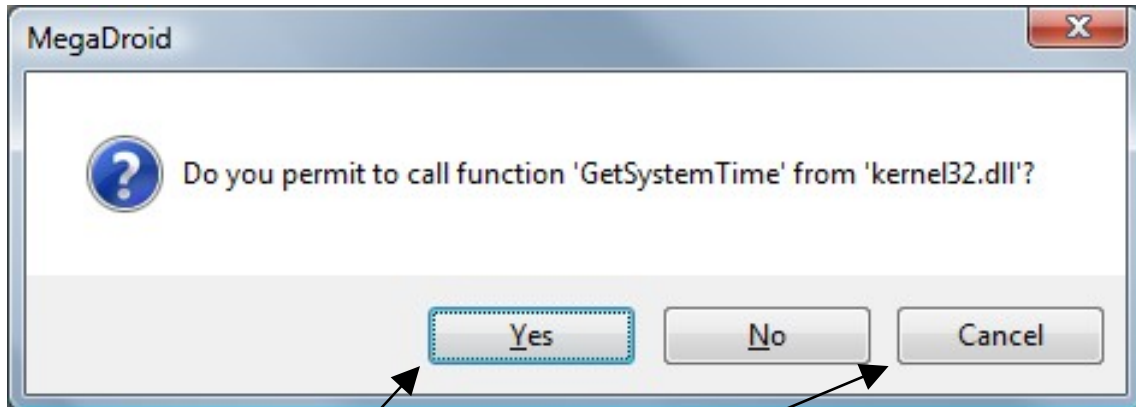 MegaDroid
X
?
Do you permit to call function 'GetSystemTime' from 'kernel32.dll'?
Yes
No
Cancel